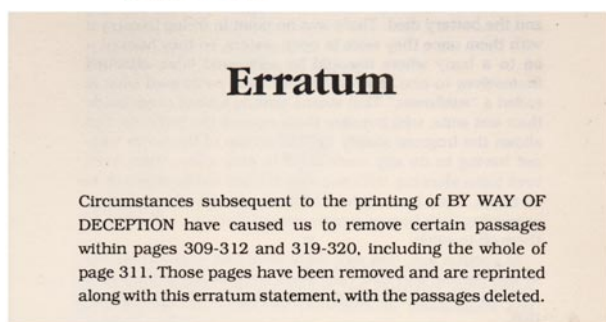 Erratum
Circumstances subsequent to the printing of BY WAY OF
DECEPTION have caused us to remove certain passages
within pages 309-312 and 319-320, including the whole of
page 311. Those pages have been removed and are reprinted
along with this erratum statement, with the passages deleted.